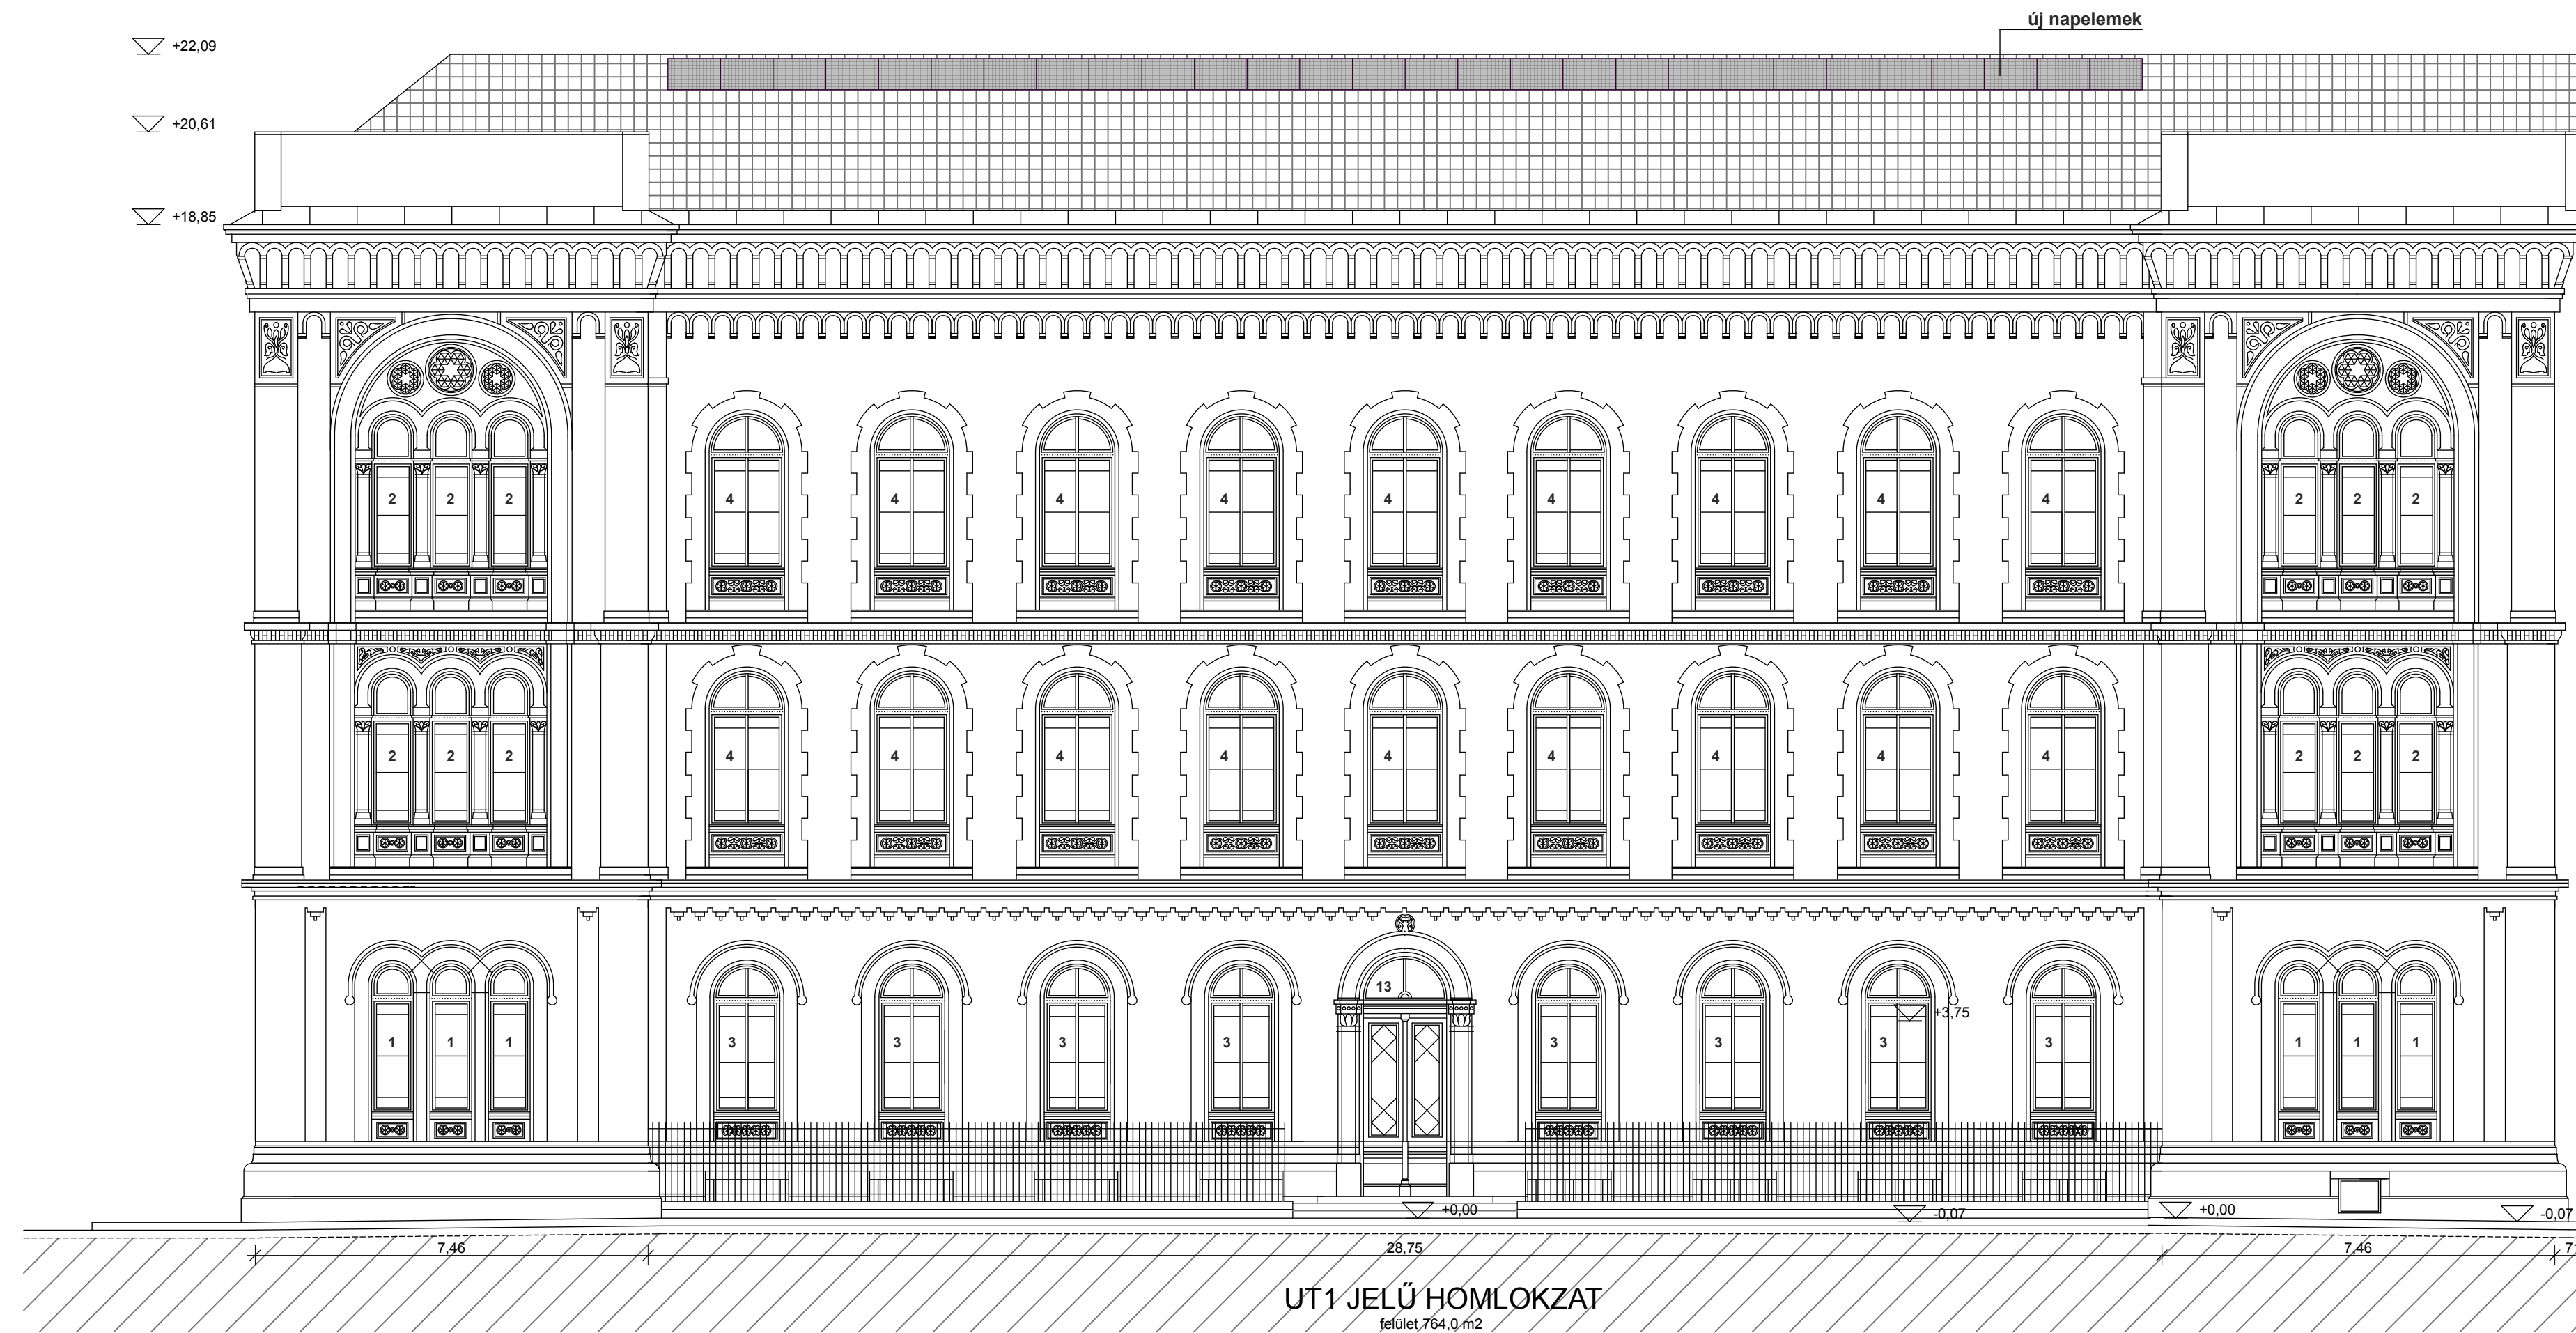 új napelemek
+22,09
+20,61
+18,85
2 2 2 4 4 4 4 4 4 4 4 4 2 2 2
2 2 2 4 4 4 4 4 4 4 4 4 2 2 2
13
+3,75
1 1 1 3 3 3 3 3 3 3 3 1 1 1
+0,00 -0,07 +0,00 -0,07
7,46 28,75 7,46
UT1 JELŰ HOMLOKZAT
felület 764,0 m2